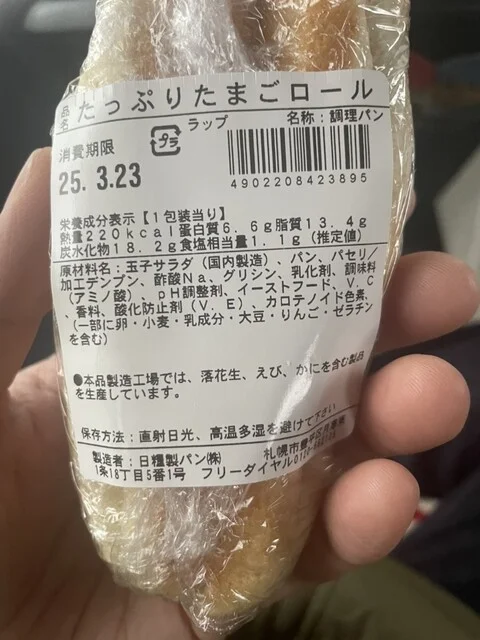 品名 たっぷりたまごロール
プラ ラップ 名称：調理パン
消費期限
25. 3.23
4902208423895
栄養成分表示【１包装当り】
熱量２２０ｋｃａｌ蛋白質６．６ｇ脂質１３．４ｇ
炭水化物１８．２ｇ食塩相当量１．１ｇ（推定値）
原材料名：玉子サラダ（国内製造）、パン、パセリ／
加工デンプン、酢酸Ｎａ、グリシン、乳化剤、調味料
（アミノ酸）、ｐＨ調整剤、イーストフード、Ｖ．Ｃ
、香料、酸化防止剤（Ｖ．Ｅ）、カロテノイド色素、
（一部に卵・小麦・乳成分・大豆・りんご・ゼラチン
を含む）
●本品製造工場では、落花生、えび、かにを含む製品
を生産しています。
保存方法：直射日光、高温多湿を避けて下さい
製造者：日糧製パン㈱ 札幌市豊平区月寒東
１条１８丁目５番１号 フリーダイヤル